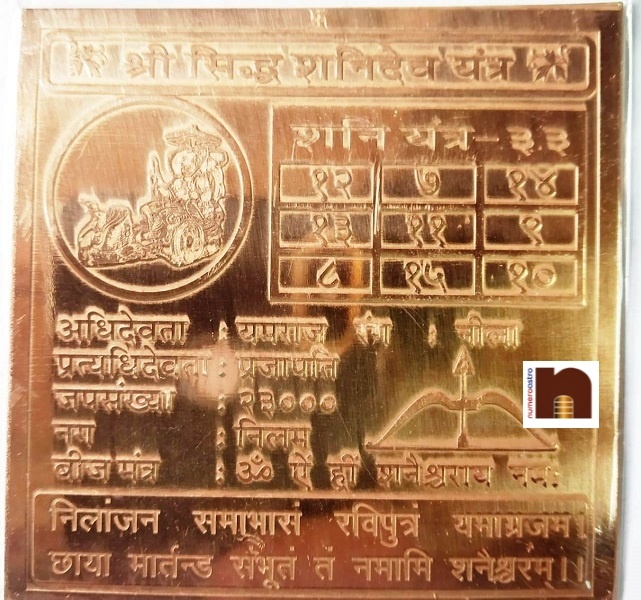 श्री सिद्ध शनिदेव यंत्र
शनि यंत्र - ३३
१२ ७ १४
१३ ११ ९
८ १५ १०
अधिदेवता : यमराज रंग : नीला
प्रत्यधिदेवता : प्रजापति
जपसंख्या : २३०००
नग : निलम
बीज मंत्र : ॐ ऐं ह्रीं शनैश्चराय नमः
निलांजन समाभासं रविपुत्रं यमाग्रजम।
छाया मार्तन्ड संभूतं तं नमामि शनैश्चरम्।।
numeroastro
n